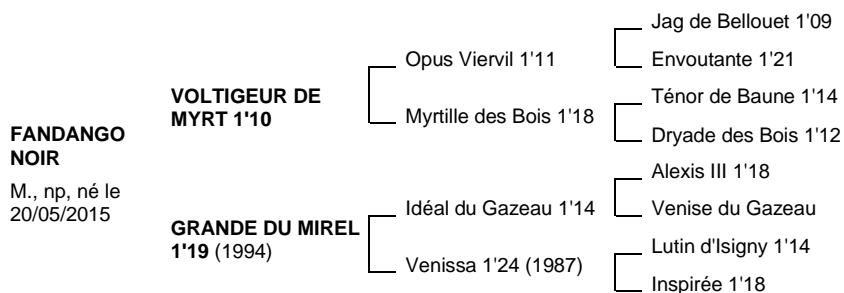 FANDANGO
NOIR
M., np, né le
20/05/2015
VOLTIGEUR DE
MYRT 1'10
GRANDE DU MIREL
1'19 (1994)
Opus Viervil 1'11
Myrtille des Bois 1'18
Idéal du Gazeau 1'14
Venissa 1'24 (1987)
Jag de Bellouet 1'09
Envoutante 1'21
Ténor de Baune 1'14
Dryade des Bois 1'12
Alexis III 1'18
Venise du Gazeau
Lutin d'Isigny 1'14
Inspirée 1'18